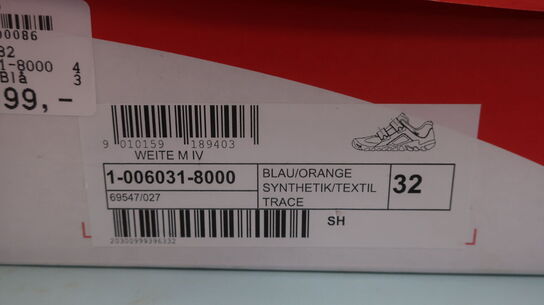 00086
32
1-8000 4
Blå 3
99,-
9 010159 189403
WEITE M IV
1-006031-8000
69547/027
BLAU/ORANGE
SYNTHETIK/TEXTIL
TRACE
32
SH
20300999396332